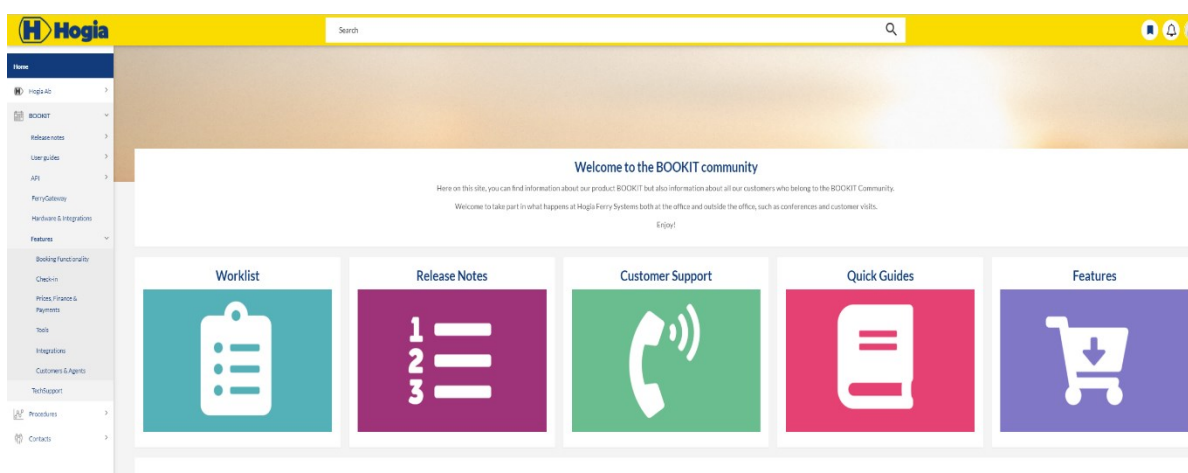 Hogia
Search
Home
Hogia Ab
BOOKIT
Release notes
User guides
API
FerryGateway
Hardware & Integrations
Features
Booking Functionality
Check-in
Prices, Finance &
Payments
Tools
Integrations
Customers & Agents
TechSupport
Procedures
Contacts
Welcome to the BOOKIT community
Here on this site, you can find information about our product BOOKIT but also information about all our customers who belong to the BOOKIT Community.
Welcome to take part in what happens at Hogia Ferry Systems both at the office and outside the office, such as conferences and customer visits.
Enjoy!
Worklist
Release Notes
Customer Support
Quick Guides
Features
1
2
3